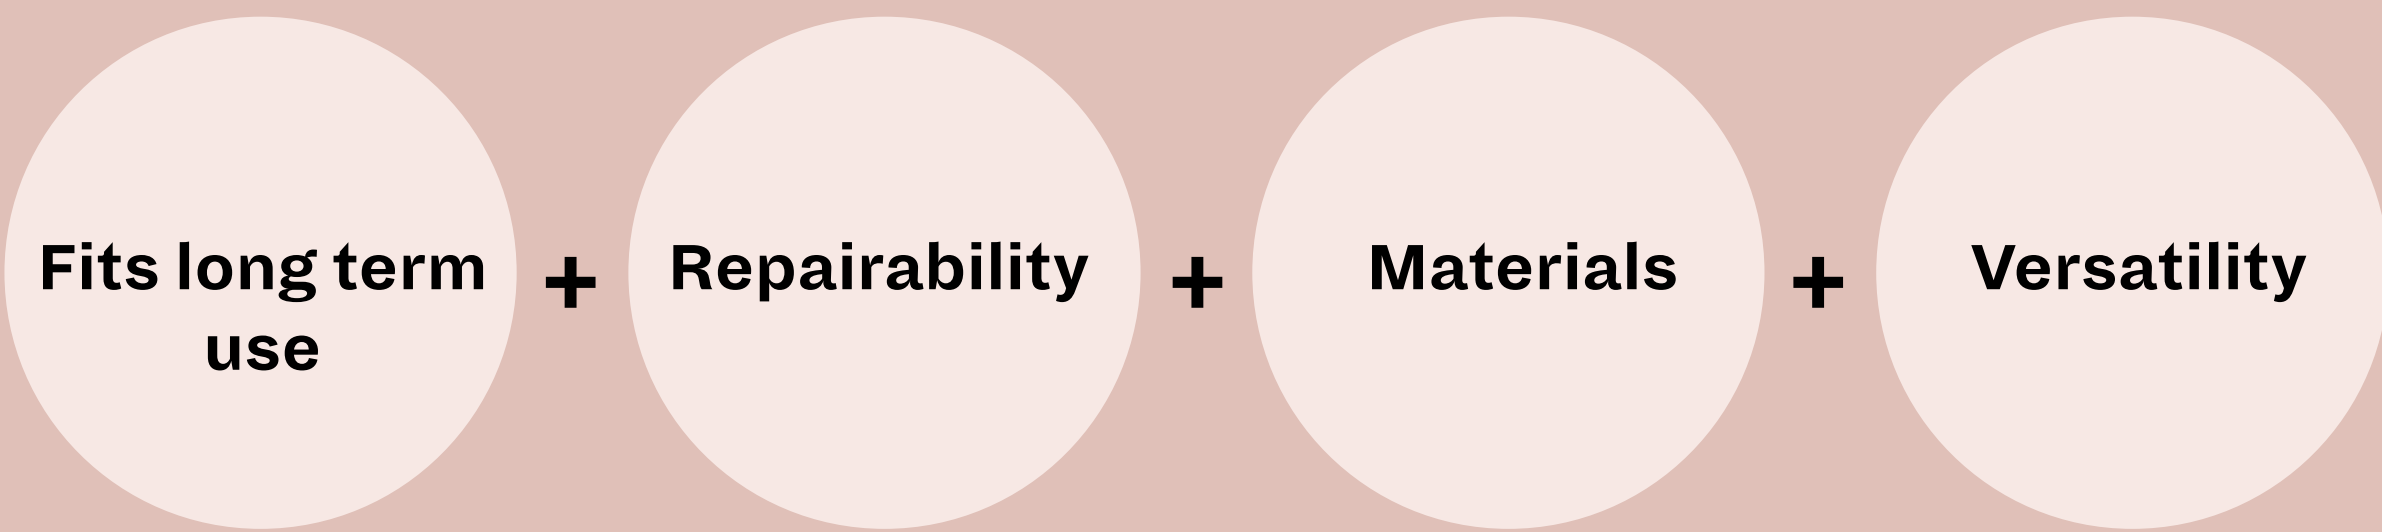 Fits long term
use
+
Repairability
+
Materials
+
Versatility